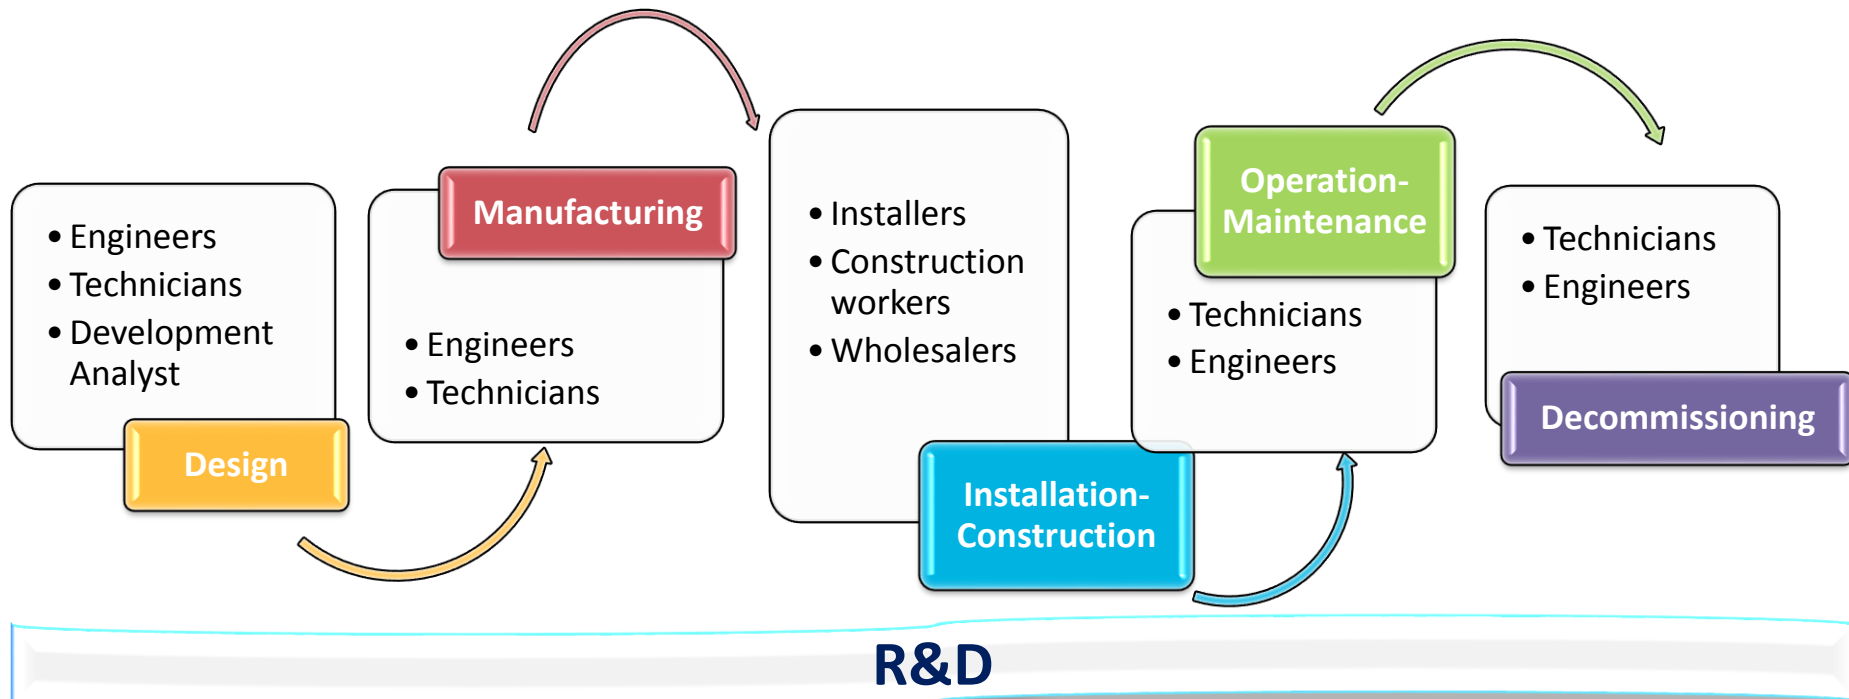 • Engineers
• Technicians
• Development
Analyst
Design
Manufacturing
• Engineers
• Technicians
• Installers
• Construction
workers
• Wholesalers
Installation-
Construction
Operation-
Maintenance
• Technicians
• Engineers
• Technicians
• Engineers
Decommissioning
R&D